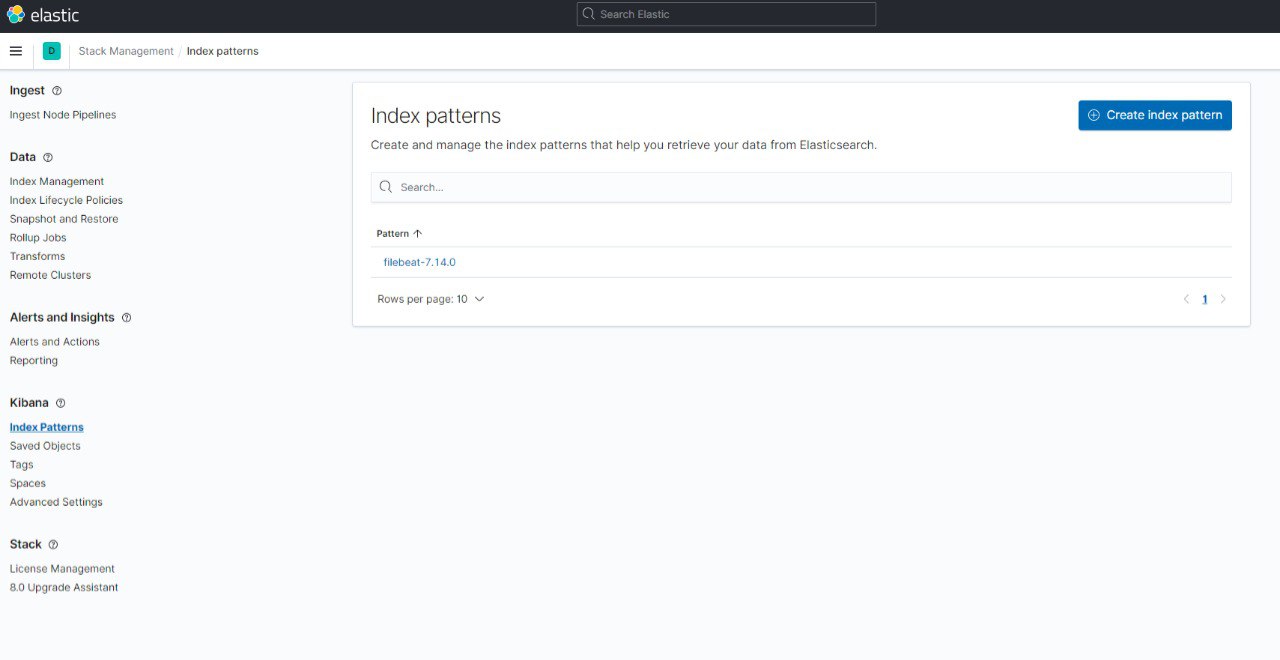 elastic
Search Elastic
D
Stack Management / Index patterns
Ingest
Ingest Node Pipelines
Data
Index Management
Index Lifecycle Policies
Snapshot and Restore
Rollup Jobs
Transforms
Remote Clusters
Alerts and Insights
Alerts and Actions
Reporting
Kibana
Index Patterns
Saved Objects
Tags
Spaces
Advanced Settings
Stack
License Management
8.0 Upgrade Assistant
Index patterns
Create index pattern
Create and manage the index patterns that help you retrieve your data from Elasticsearch.
Search...
Pattern
filebeat-7.14.0
Rows per page: 10
1